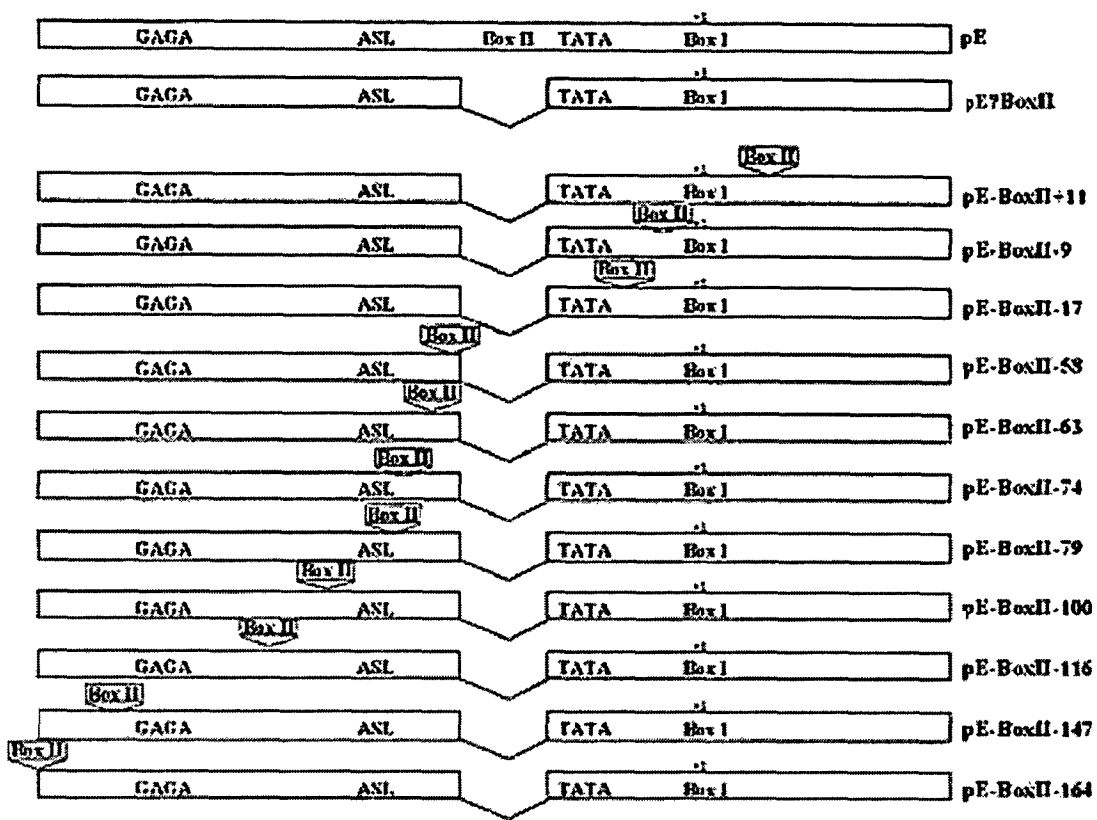 +1
GAGA ASL Box II TATA Box I pE
+1
GAGA ASL TATA Box I pE?BoxII
Box II
+1
GAGA ASL TATA Box I pE-BoxII+11
Box II
GAGA ASL TATA Box I pE-BoxII-9
Box II
+1
GAGA ASL TATA Box I pE-BoxII-17
Box II
+1
GAGA ASL TATA Box I pE-BoxII-58
Box II
+1
GAGA ASL TATA Box I pE-BoxII-63
Box II
+1
GAGA ASL TATA Box I pE-BoxII-74
Box II
+1
GAGA ASL TATA Box I pE-BoxII-79
Box II
+1
GAGA ASL TATA Box I pE-BoxII-100
Box II
+1
GAGA ASL TATA Box I pE-BoxII-116
Box II
+1
GAGA ASL TATA Box I pE-BoxII-147
Box II
+1
GAGA ASL TATA Box I pE-BoxII-164